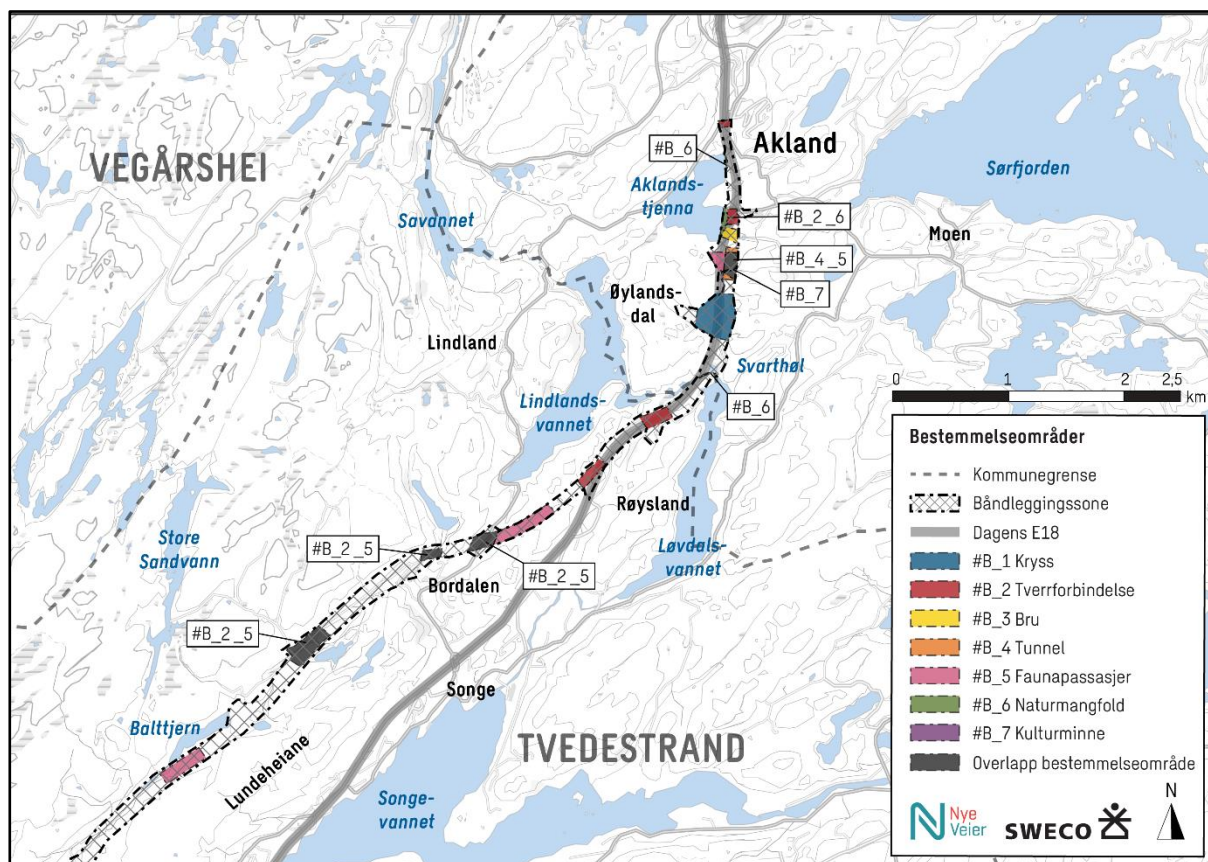 Akland
#B_6
VEGÅRSHEI
Aklands-
tjenna
Sørfjorden
Savannet
#B_2_6
Moen
#B_4_5
Øylands-
dal
#B_7
Lindland
Svarthøl
0 1 2 2,5
km
Lindlands-
vannet
#B_6
Bestemmelseområder
Kommunegrense
Båndleggingssone
Dagens E18
#B_1 Kryss
#B_2 Tverrforbindelse
#B_3 Bru
#B_4 Tunnel
#B_5 Faunapassasjer
#B_6 Naturmangfold
#B_7 Kulturminne
Overlapp bestemmelseområde
Nye
Veier
SWECO
N
Røysland
Store
Sandvann
#B_2_5
Løvdals-
vannet
Bordalen
#B_2_5
#B_2_5
Songe
Balttjern
TVEDESTRAND
Lundeheiane
Songe-
vannet